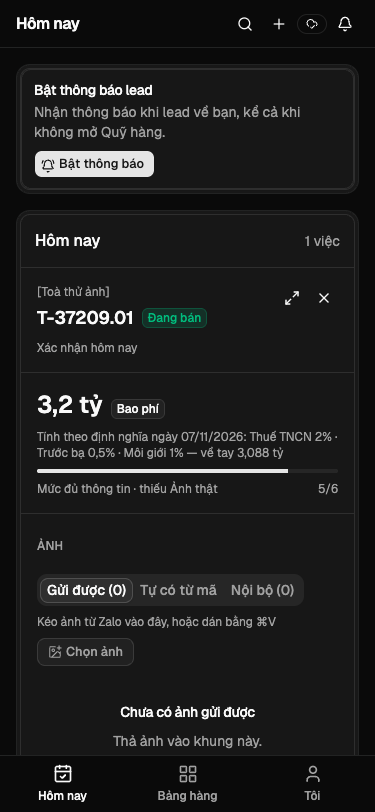 Hôm nay
Bật thông báo lead
Nhận thông báo khi lead về bạn, kể cả khi
không mở Quỹ hàng.
Bật thông báo
Hôm nay
1 việc
[Toà thử ảnh]
T-37209.01 Đang bán
Xác nhận hôm nay
3,2 tỷ Bao phí
Tính theo định nghĩa ngày 07/11/2026: Thuế TNCN 2% ·
Trước bạ 0,5% · Môi giới 1% — về tay 3,088 tỷ
Mức đủ thông tin · thiếu Ảnh thật
5/6
ẢNH
Gửi được (0) Tự có từ mã Nội bộ (0)
Kéo ảnh từ Zalo vào đây, hoặc dán bằng ⌘V
Chọn ảnh
Chưa có ảnh gửi được
Thả ảnh vào khung này.
Hôm nay
Bảng hàng
Tôi